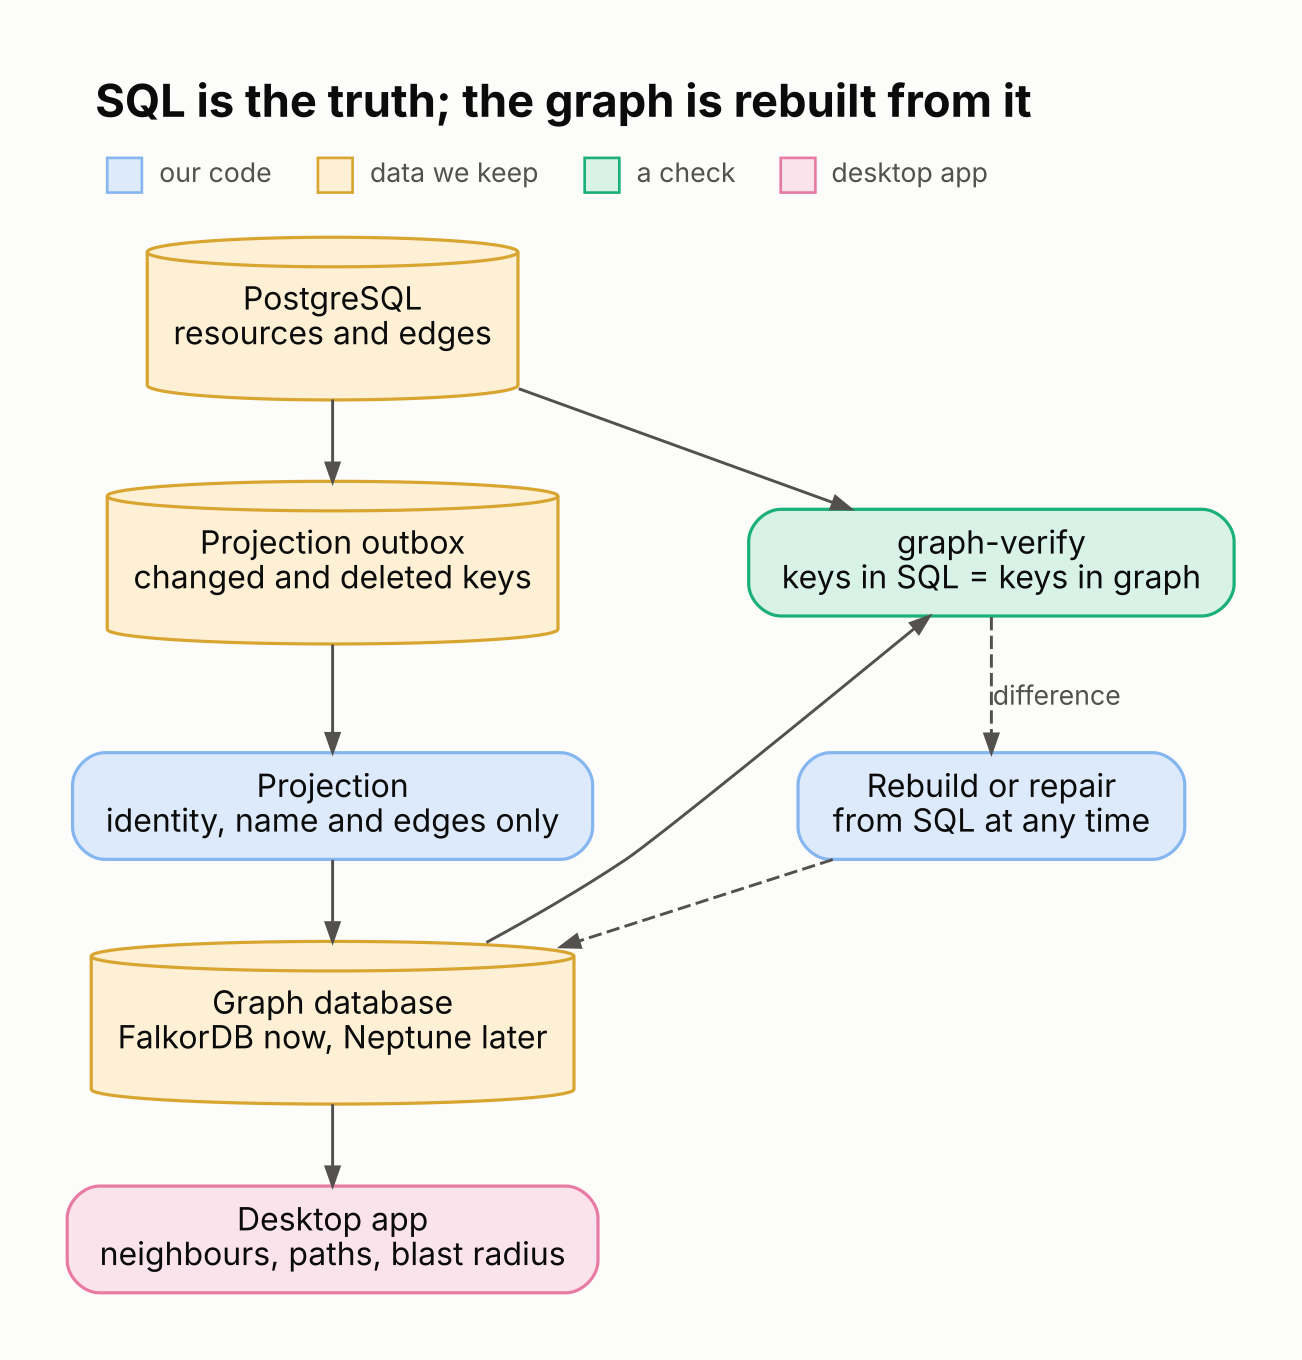 SQL is the truth; the graph is rebuilt from it
our code
data we keep
a check
desktop app
PostgreSQL
resources and edges
Projection outbox
changed and deleted keys
graph-verify
keys in SQL = keys in graph
difference
Projection
identity, name and edges only
Rebuild or repair
from SQL at any time
Graph database
FalkorDB now, Neptune later
Desktop app
neighbours, paths, blast radius